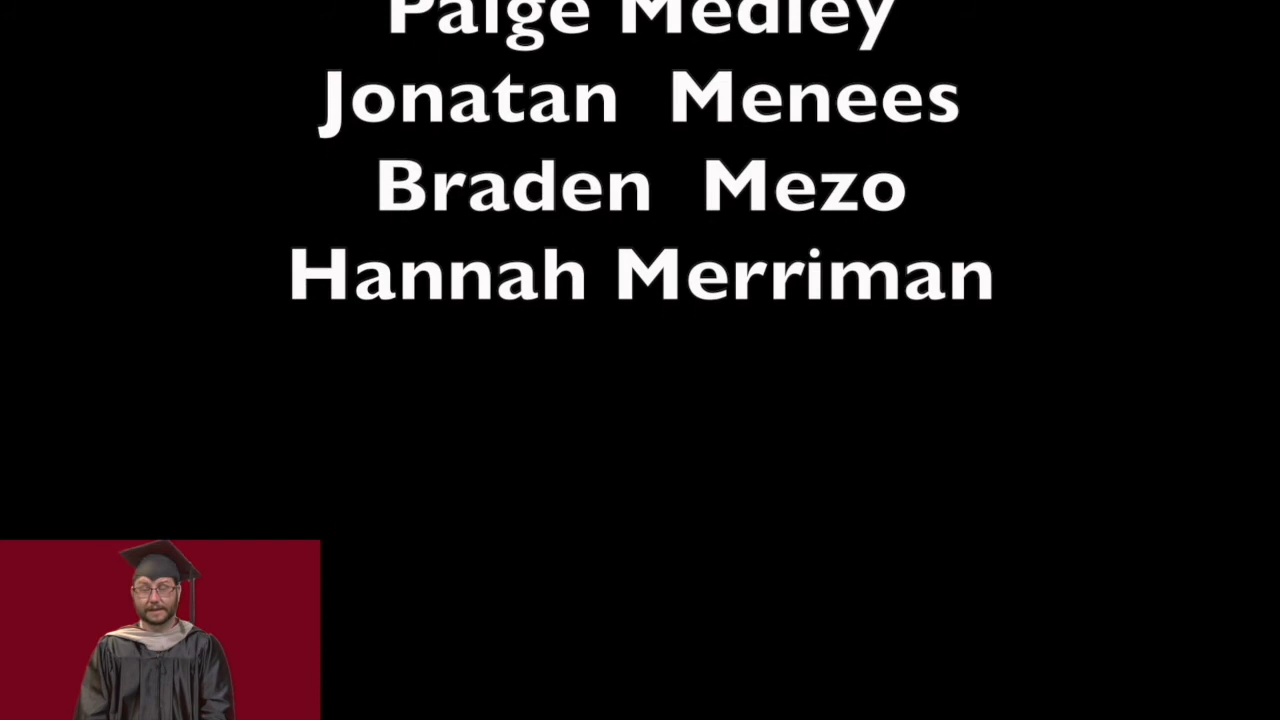 Paige Medley
Jonatan Menees
Braden Mezo
Hannah Merriman